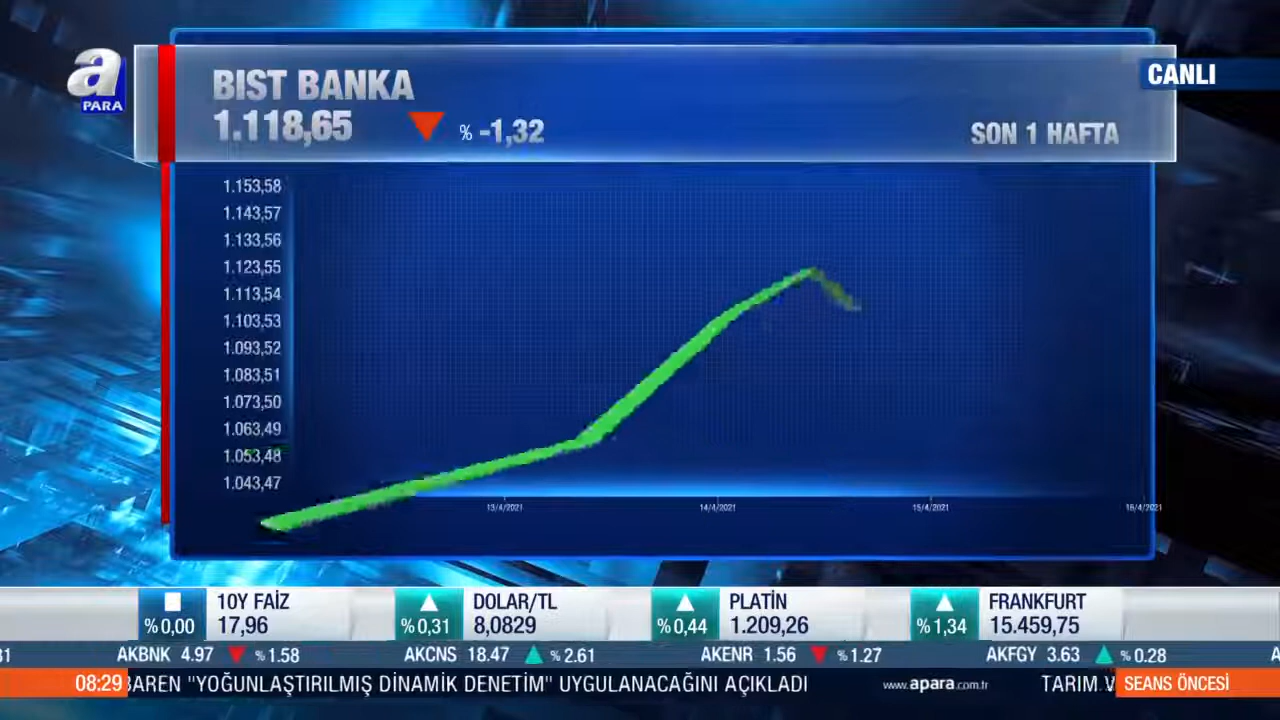 a
PARA
BIST BANKA
1.118,65
% -1,32
SON 1 HAFTA
CANLI
1.153,58
1.143,57
1.133,56
1.123,55
1.113,54
1.103,53
1.093,52
1.083,51
1.073,50
1.063,49
1.053,48
1.043,47
13/4/2021
14/4/2021
15/4/2021
16/4/2021
%0,00
10Y FAİZ
17,96
%0,31
DOLAR/TL
8,0829
%0,44
PLATİN
1.209,26
%1,34
FRANKFURT
15.459,75
31 AKBNK 4.97 %1.58 AKCNS 18.47 %2.61 AKENR 1.56 %1.27 AKFGY 3.63 %0.28 A
08:29 BAREN "YOĞUNLAŞTIRILMIŞ DİNAMİK DENETİM" UYGULANACAĞINI AÇIKLADI www.apara.com.tr TARIM V SEANS ÖNCESİ